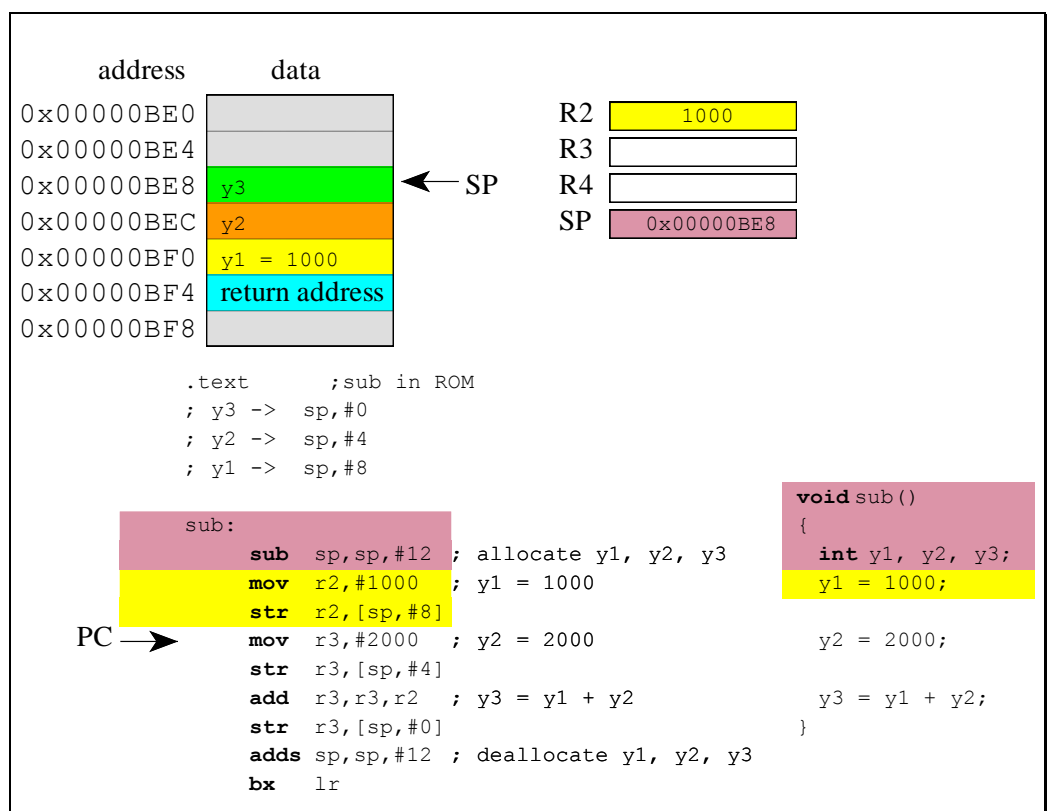 address data
0x00000BE0
0x00000BE4
0x00000BE8 y3
0x00000BEC y2
0x00000BF0 y1 = 1000
0x00000BF4 return address
0x00000BF8
SP
R2 1000
R3
R4
SP 0x00000BE8
.text ;sub in ROM
; y3 -> sp,#0
; y2 -> sp,#4
; y1 -> sp,#8
sub:
sub sp,sp,#12 ; allocate y1, y2, y3
mov r2,#1000 ; y1 = 1000
str r2,[sp,#8]
PC
mov r3,#2000 ; y2 = 2000
str r3,[sp,#4]
add r3,r3,r2 ; y3 = y1 + y2
str r3,[sp,#0]
adds sp,sp,#12 ; deallocate y1, y2, y3
bx lr
void sub()
{
int y1, y2, y3;
y1 = 1000;
y2 = 2000;
y3 = y1 + y2;
}